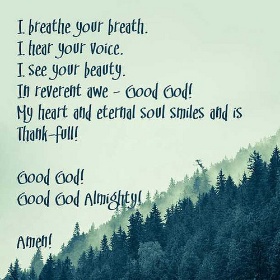 I breathe your breath.
I hear your voice.
I see your beauty.
In reverent awe - Good God!
My heart and eternal soul smiles and is
Thank-full!
Good God!
Good God Almighty!
Amen!